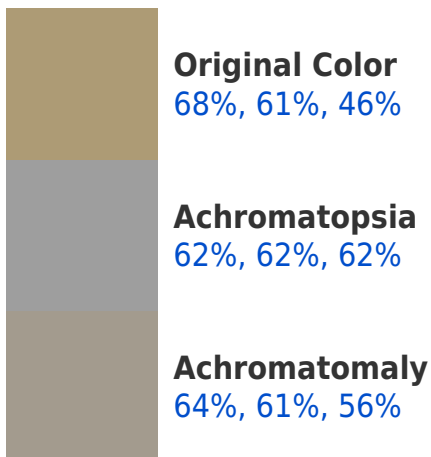 Original Color
68%, 61%, 46%
Achromatopsia
62%, 62%, 62%
Achromatomaly
64%, 61%, 56%